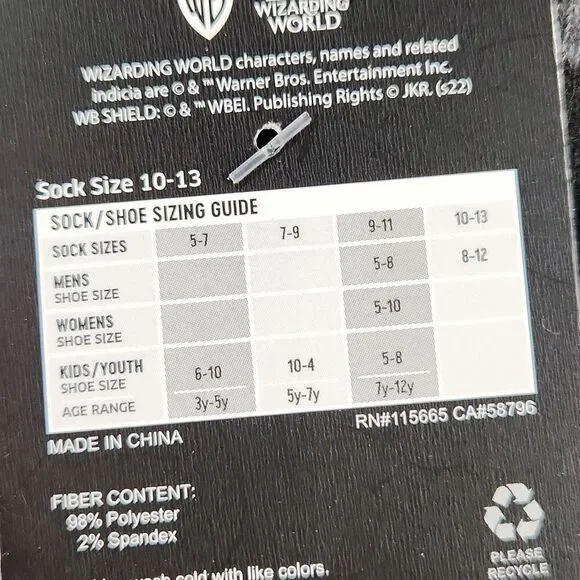 WB
WIZARDING
WORLD
WIZARDING WORLD characters, names and related
indicia are © & ™ Warner Bros. Entertainment Inc.
WB SHIELD: © & ™ WBEI. Publishing Rights © JKR. (s22)
Sock Size 10-13
SOCK/SHOE SIZING GUIDE
SOCK SIZES 5-7 7-9 9-11 10-13
MENS
SHOE SIZE 5-8 8-12
WOMENS
SHOE SIZE 5-10
KIDS/YOUTH
SHOE SIZE 6-10 10-4 5-8
AGE RANGE 3y-5y 5y-7y 7y-12y
RN#115665 CA#58796
MADE IN CHINA
FIBER CONTENT:
98% Polyester
2% Spandex
wash cold with like colors.
PLEASE
RECYCLE